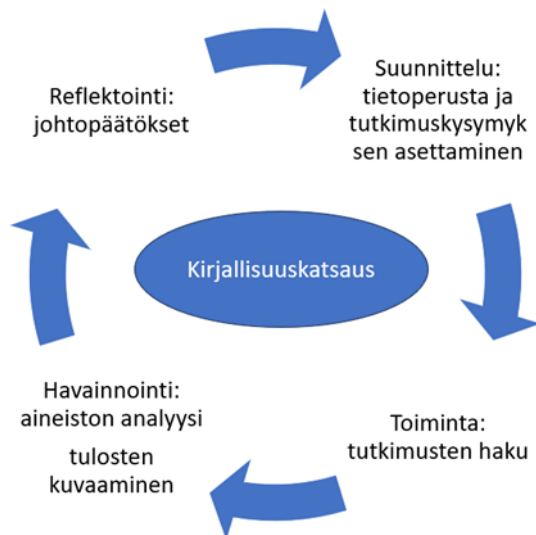 Suunnittelu:
tietoperusta ja
tutkimuskysymyk
sen asettaminen
Toiminta:
tutkimusten haku
Havainnointi:
aineiston analyysi
tulosten
kuvaaminen
Reflektointi:
johtopäätökset
Kirjallisuuskatsaus